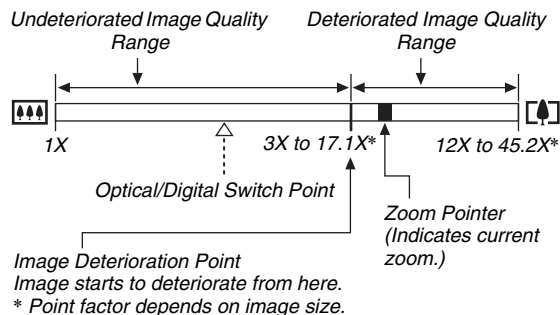 Undeteriorated Image Quality
Range
Deteriorated Image Quality
Range
1X
3X to 17.1X*
12X to 45.2X*
Optical/Digital Switch Point
Zoom Pointer
(Indicates current
zoom.)
Image Deterioration Point
Image starts to deteriorate from here.
* Point factor depends on image size.